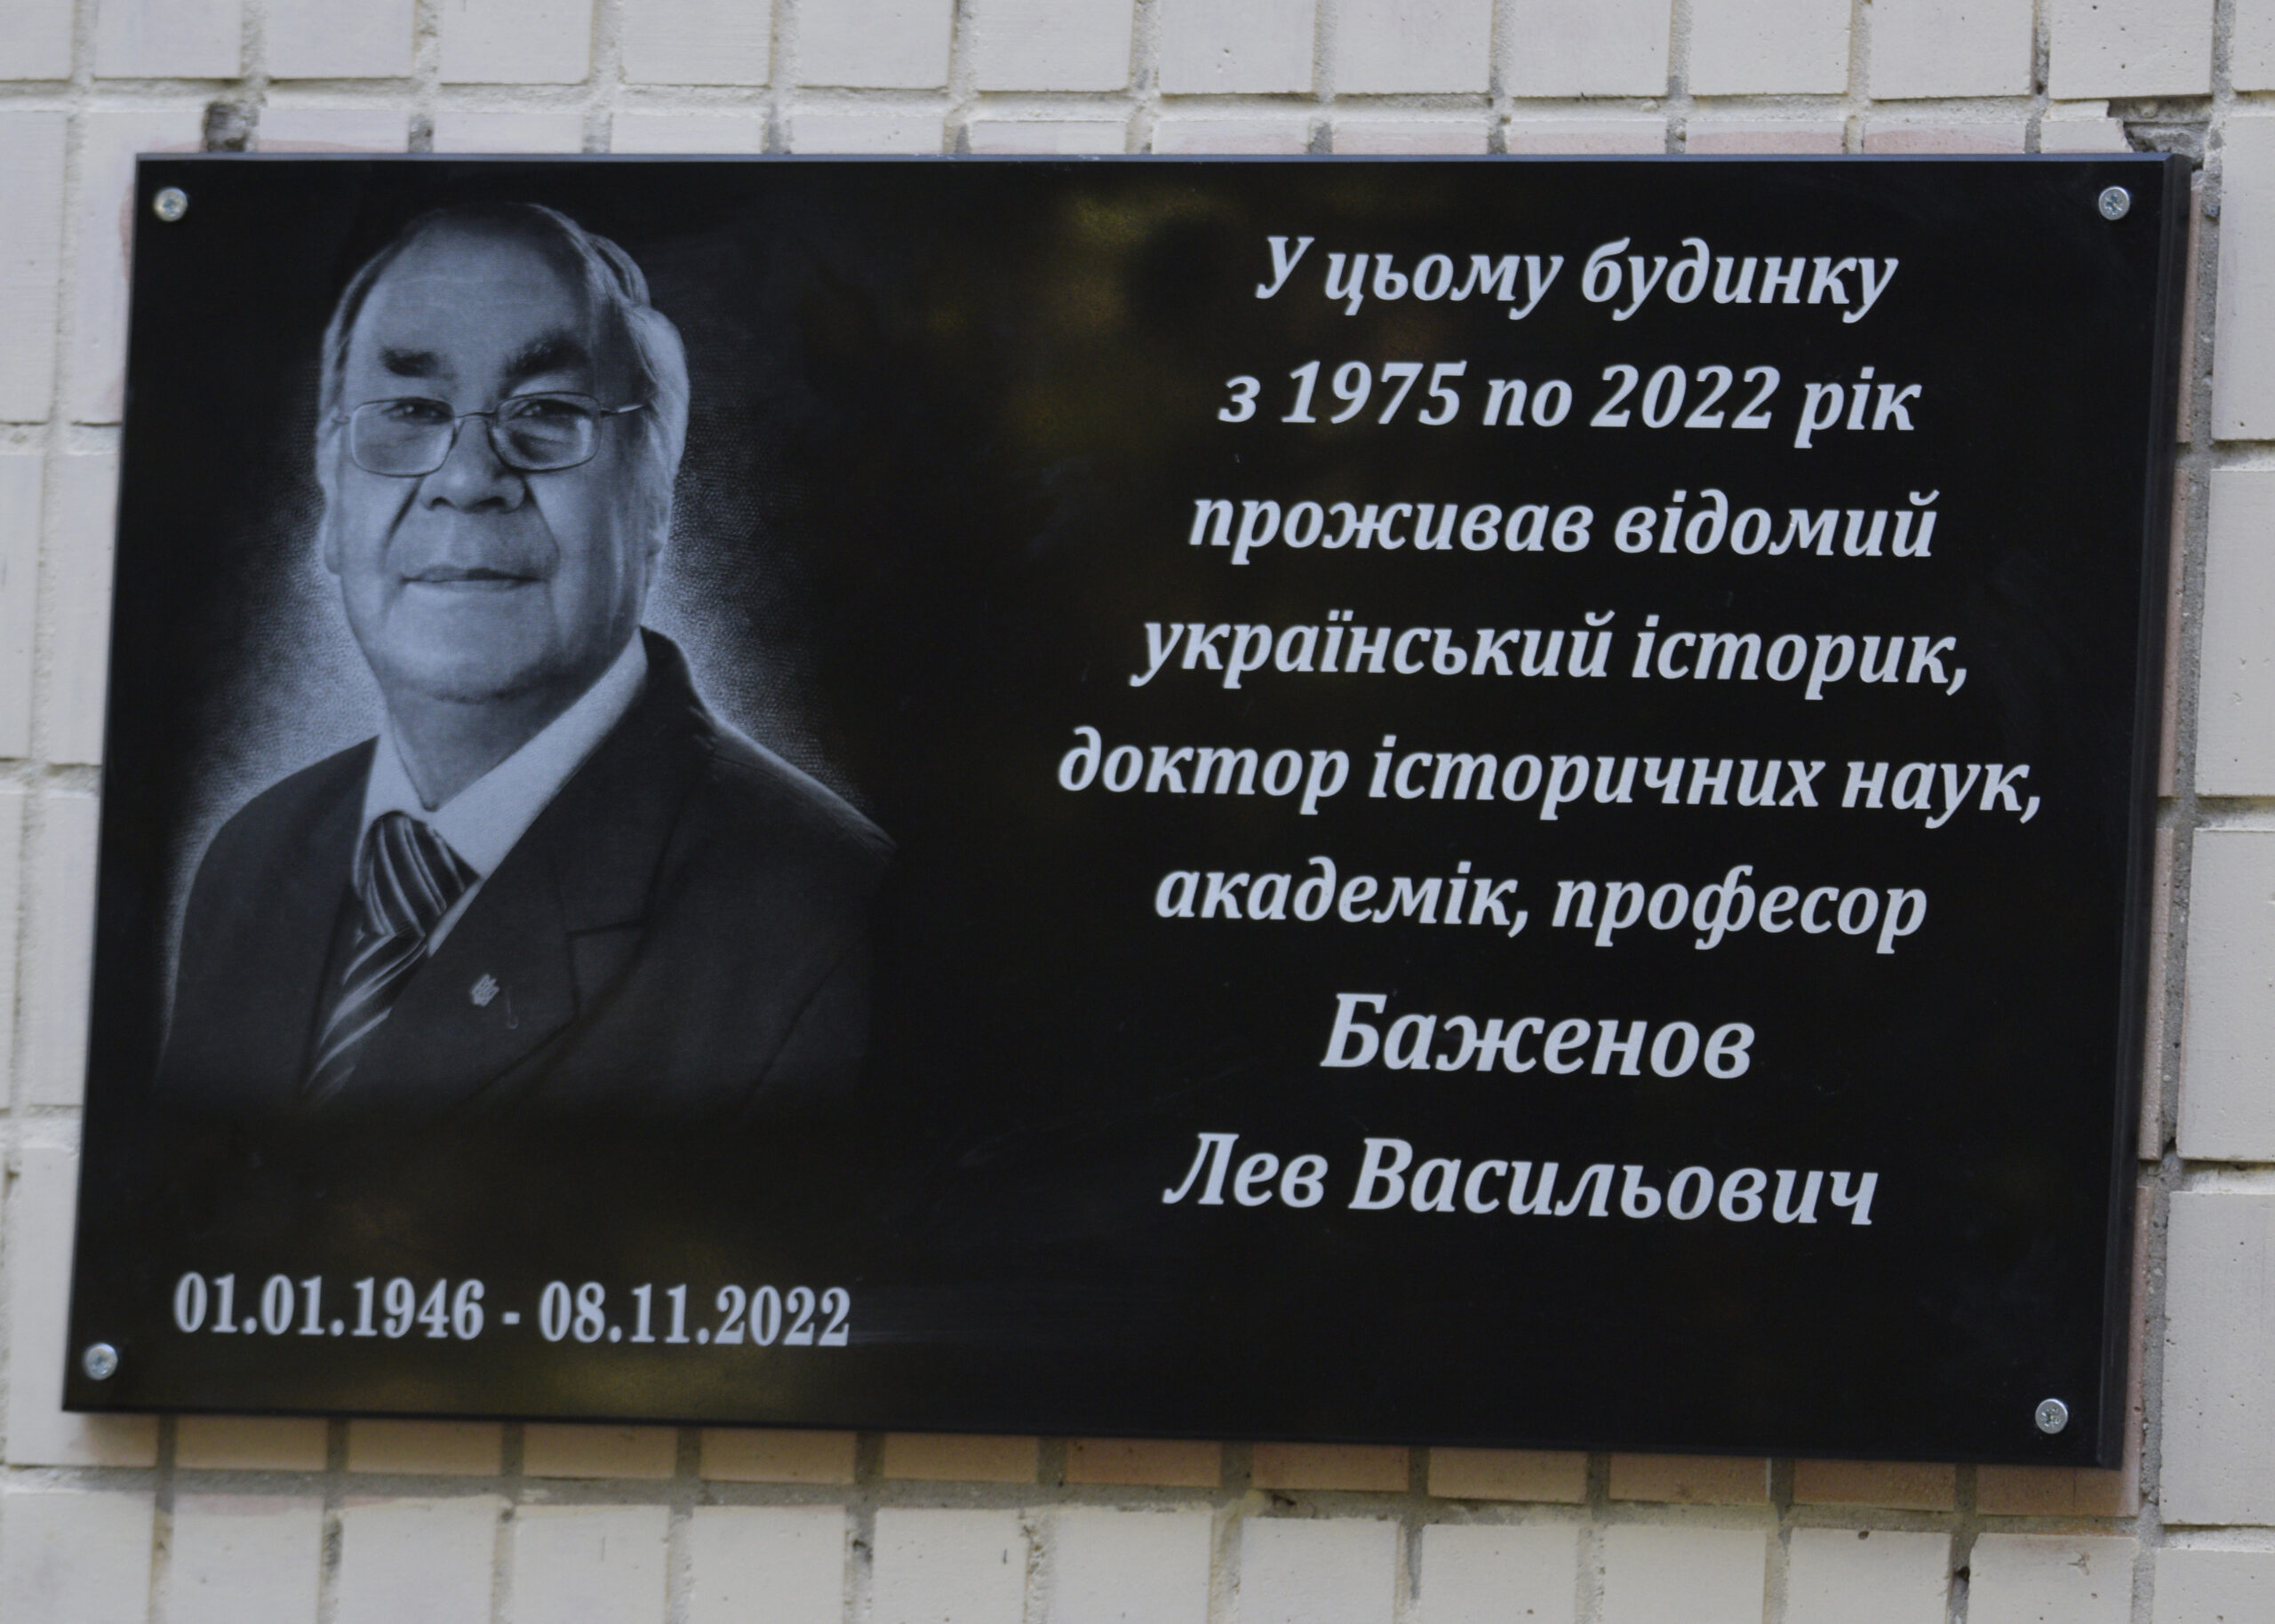 У цьому будинку
з 1975 по 2022 рік
проживав відомий
український історик,
доктор історичних наук,
академік, професор
Баженов
Лев Васильович
01.01.1946 - 08.11.2022